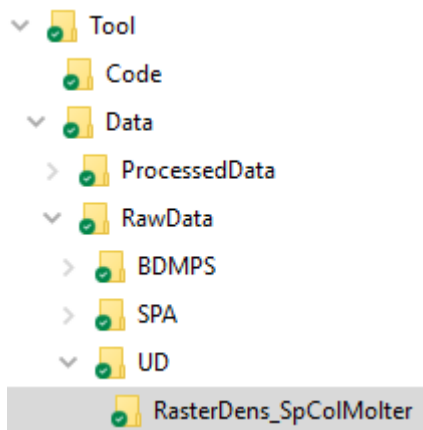 Tool
Code
Data
ProcessedData
RawData
BDMPS
SPA
UD
RasterDens_SpColMolter